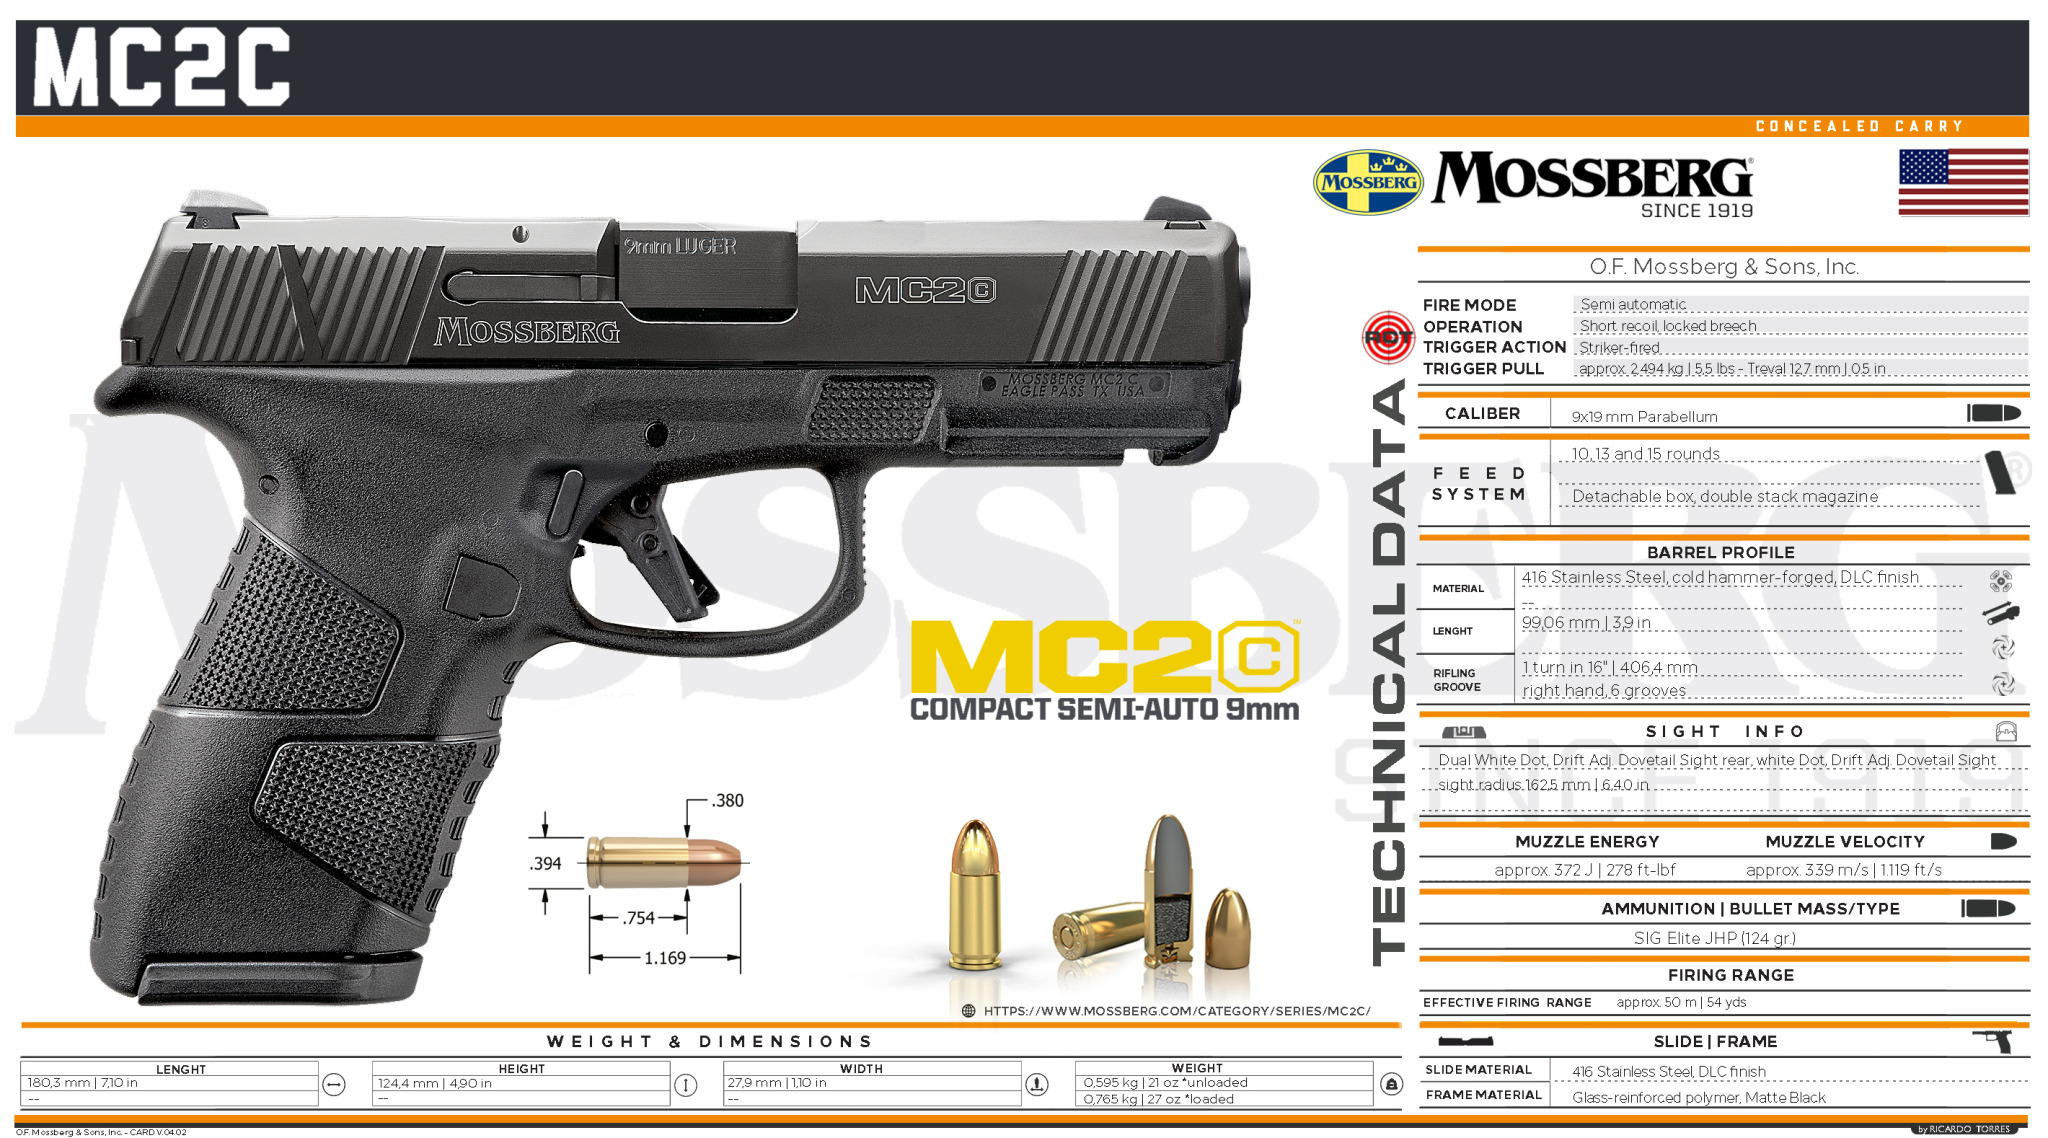 MC2C
CONCEALED CARRY
MOSSBERG
MOSSBERG®
SINCE 1919
9mm LUGER
MC2C
MOSSBERG
MOSSBERG MC2 C
EAGLE PASS TX USA
MOSSBERG®
SINCE 1919
O.F. Mossberg & Sons, Inc.
RDT
TECHNICAL DATA
FIRE MODE Semi automatic
OPERATION Short recoil, locked breech
TRIGGER ACTION Striker-fired
TRIGGER PULL approx. 2.494 kg | 5.5 lbs - Treval 12.7 mm | 0.5 in
CALIBER 9x19 mm Parabellum
FEED SYSTEM 10, 13 and 15 rounds
Detachable box, double stack magazine
BARREL PROFILE
MATERIAL 416 Stainless Steel, cold hammer-forged, DLC finish
--
LENGHT 99,06 mm | 3,9 in
RIFLING GROOVE 1 turn in 16" | 406,4 mm
right hand, 6 grooves
SIGHT INFO
Dual White Dot, Drift Adj. Dovetail Sight rear, white Dot, Drift Adj. Dovetail Sight
sight radius 162,5 mm | 6.40 in
MUZZLE ENERGY MUZZLE VELOCITY
approx. 372 J | 278 ft-lbf approx. 339 m/s | 1.119 ft/s
AMMUNITION | BULLET MASS/TYPE
SIG Elite JHP (124 gr.)
FIRING RANGE
EFFECTIVE FIRING RANGE approx. 50 m | 54 yds
SLIDE | FRAME
SLIDE MATERIAL 416 Stainless Steel, DLC finish
FRAME MATERIAL Glass-reinforced polymer, Matte Black
MC2C™
COMPACT SEMI-AUTO 9mm
.380
.394
.754
1.169
HTTPS://WWW.MOSSBERG.COM/CATEGORY/SERIES/MC2C/
WEIGHT & DIMENSIONS
LENGHT HEIGHT WIDTH WEIGHT
180,3 mm | 7,10 in 124,4 mm | 4,90 in 27,9 mm | 1,10 in 0,595 kg | 21 oz *unloaded
-- -- -- 0,765 kg | 27 oz *loaded
O.F. Mossberg & Sons, Inc. - CARD V.04.02
by RICARDO TORRES